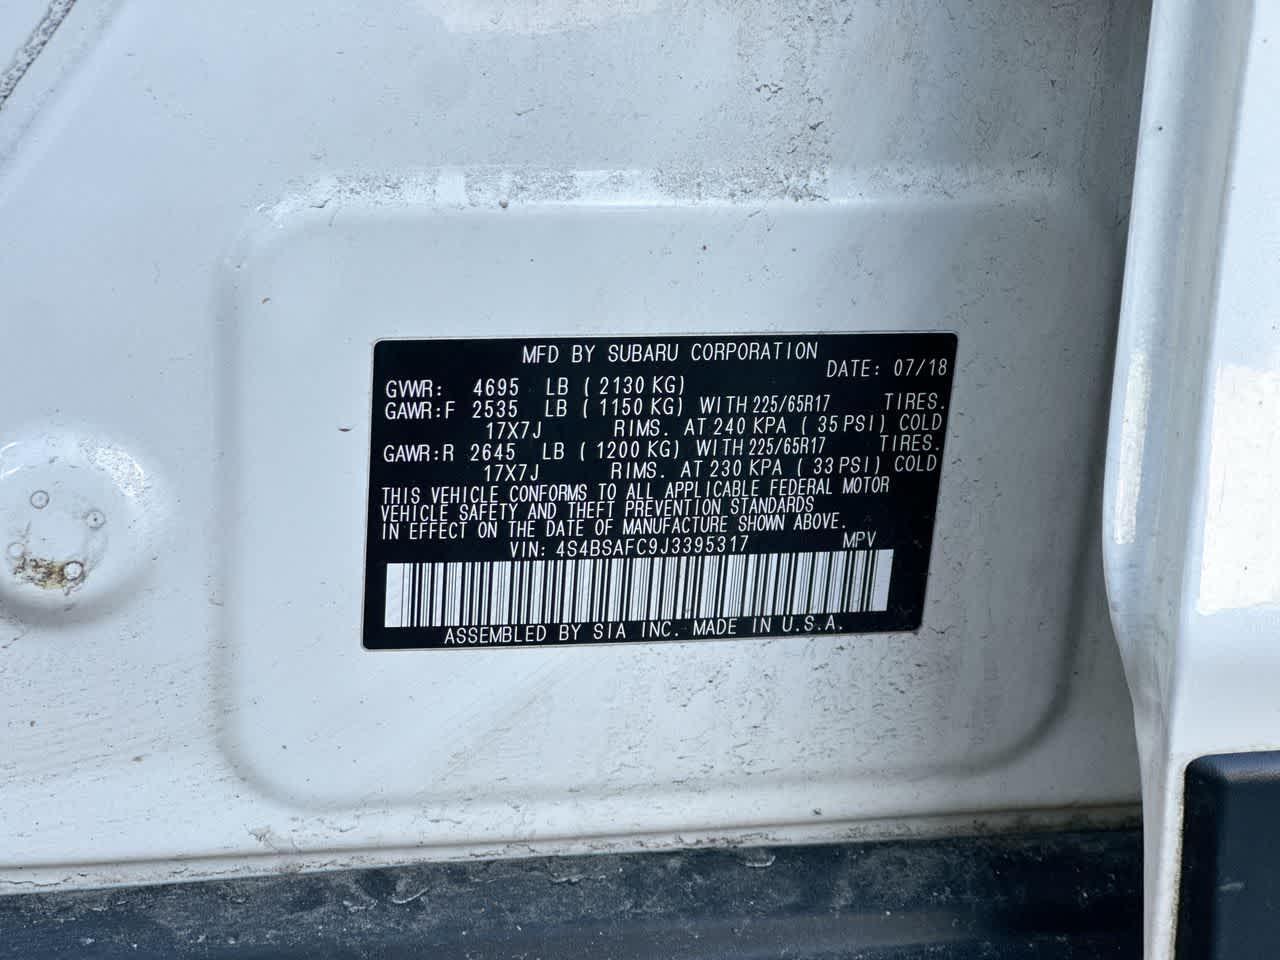 MFD BY SUBARU CORPORATION
DATE: 07/18
GVWR: 4695 LB ( 2130 KG)
GAWR:F 2535 LB ( 1150 KG) WITH 225/65R17 TIRES.
17X7J RIMS. AT 240 KPA ( 35 PSI) COLD
GAWR:R 2645 LB ( 1200 KG) WITH 225/65R17 TIRES.
17X7J RIMS. AT 230 KPA ( 33 PSI) COLD
THIS VEHICLE CONFORMS TO ALL APPLICABLE FEDERAL MOTOR
VEHICLE SAFETY AND THEFT PREVENTION STANDARDS
IN EFFECT ON THE DATE OF MANUFACTURE SHOWN ABOVE.
VIN: 4S4BSAFC9J3395317 MPV
ASSEMBLED BY SIA INC. MADE IN U.S.A.